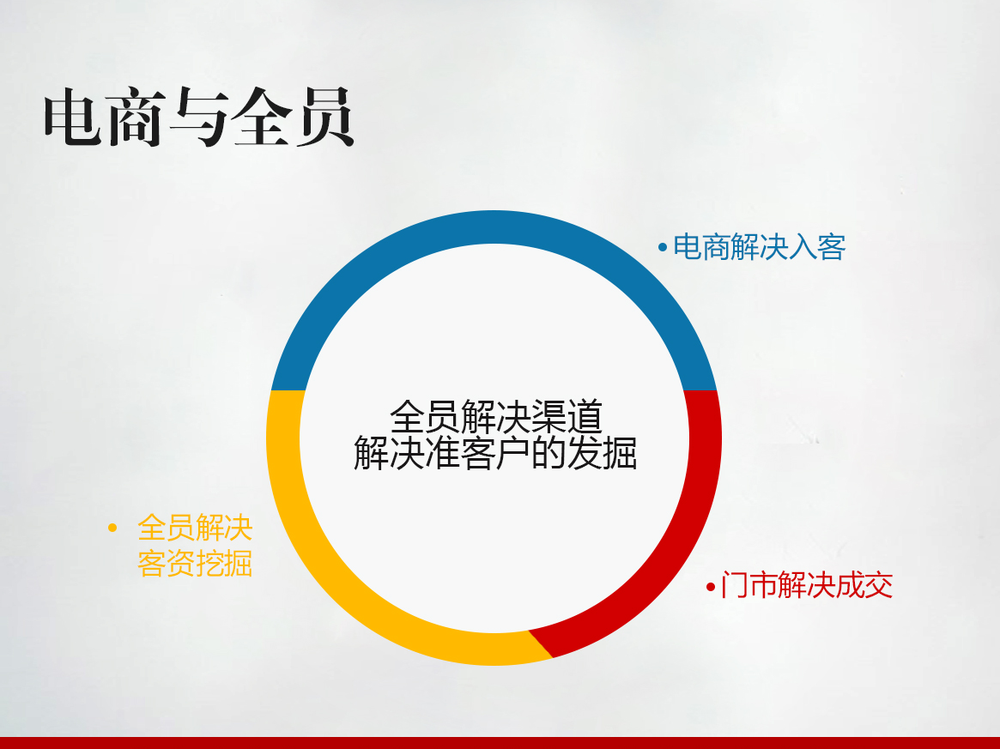 电商与全员
•电商解决入客
全员解决渠道
解决准客户的发掘
• 全员解决
客资挖掘
•门市解决成交